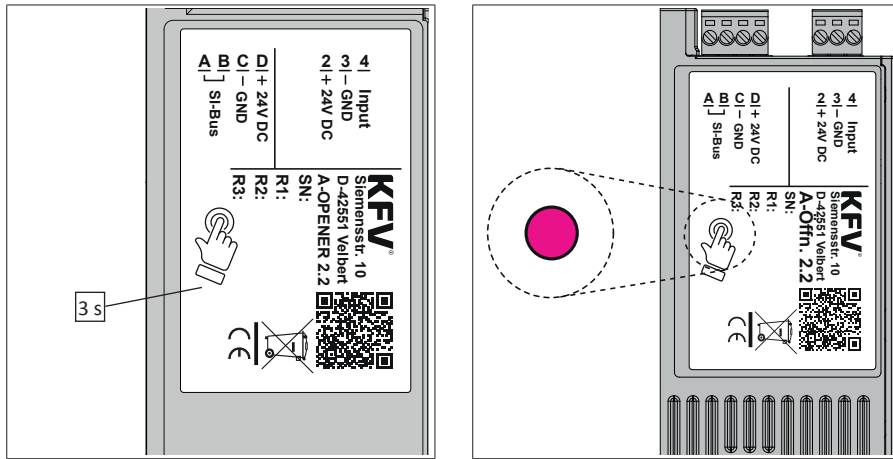 4 Input
3 – GND
2 + 24V DC
D + 24V DC
C – GND
B
A
SI-Bus
KFV®
Siemensstr. 10
D-42551 Velbert
A-OPENER 2.2
SN:
R1:
R2:
R3:
CE
3 s
4 Input
3 – GND
2 + 24V DC
D + 24V DC
C – GND
B
A
SI-Bus
KFV®
Siemensstr. 10
D-42551 Velbert
A-Öffn. 2.2
SN:
R1:
R2:
R3:
CE